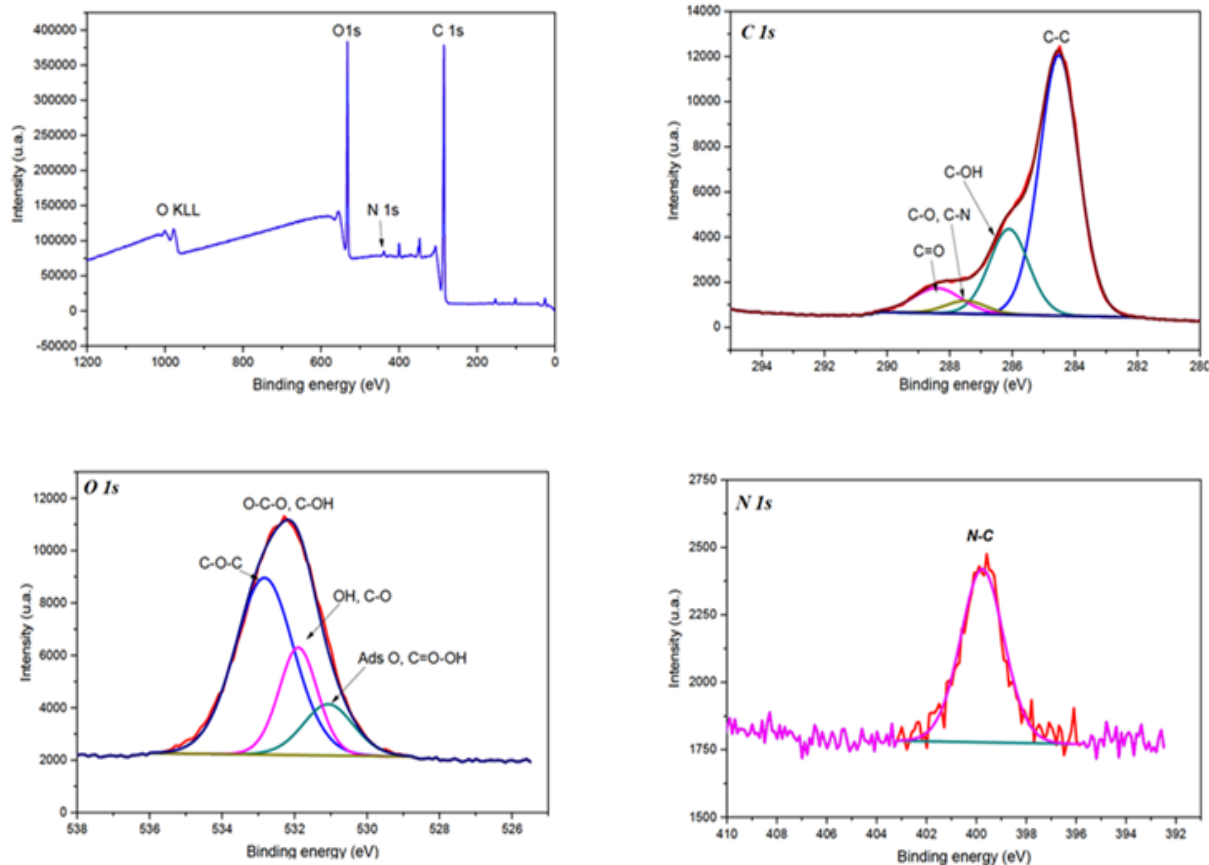 O1s
C 1s
O KLL
N 1s
400000
350000
300000
250000
200000
150000
100000
50000
0
-50000
1200
1000
800
600
400
200
0
Intensity (u.a.)
Binding energy (eV)
C 1s
C-C
C-OH
C-O, C-N
C=O
14000
12000
10000
8000
6000
4000
2000
0
294
292
290
288
286
284
282
280
Intensity (u.a.)
Binding energy (eV)
O 1s
O-C-O, C-OH
C-O-C
OH, C-O
Ads O, C=O-OH
12000
10000
8000
6000
4000
2000
0
538
536
534
532
530
528
526
Intensity (u.a.)
Binding energy (eV)
N 1s
N-C
2750
2500
2250
2000
1750
1500
410
408
406
404
402
400
398
396
394
392
Intensity (u.a.)
Binding energy (eV)